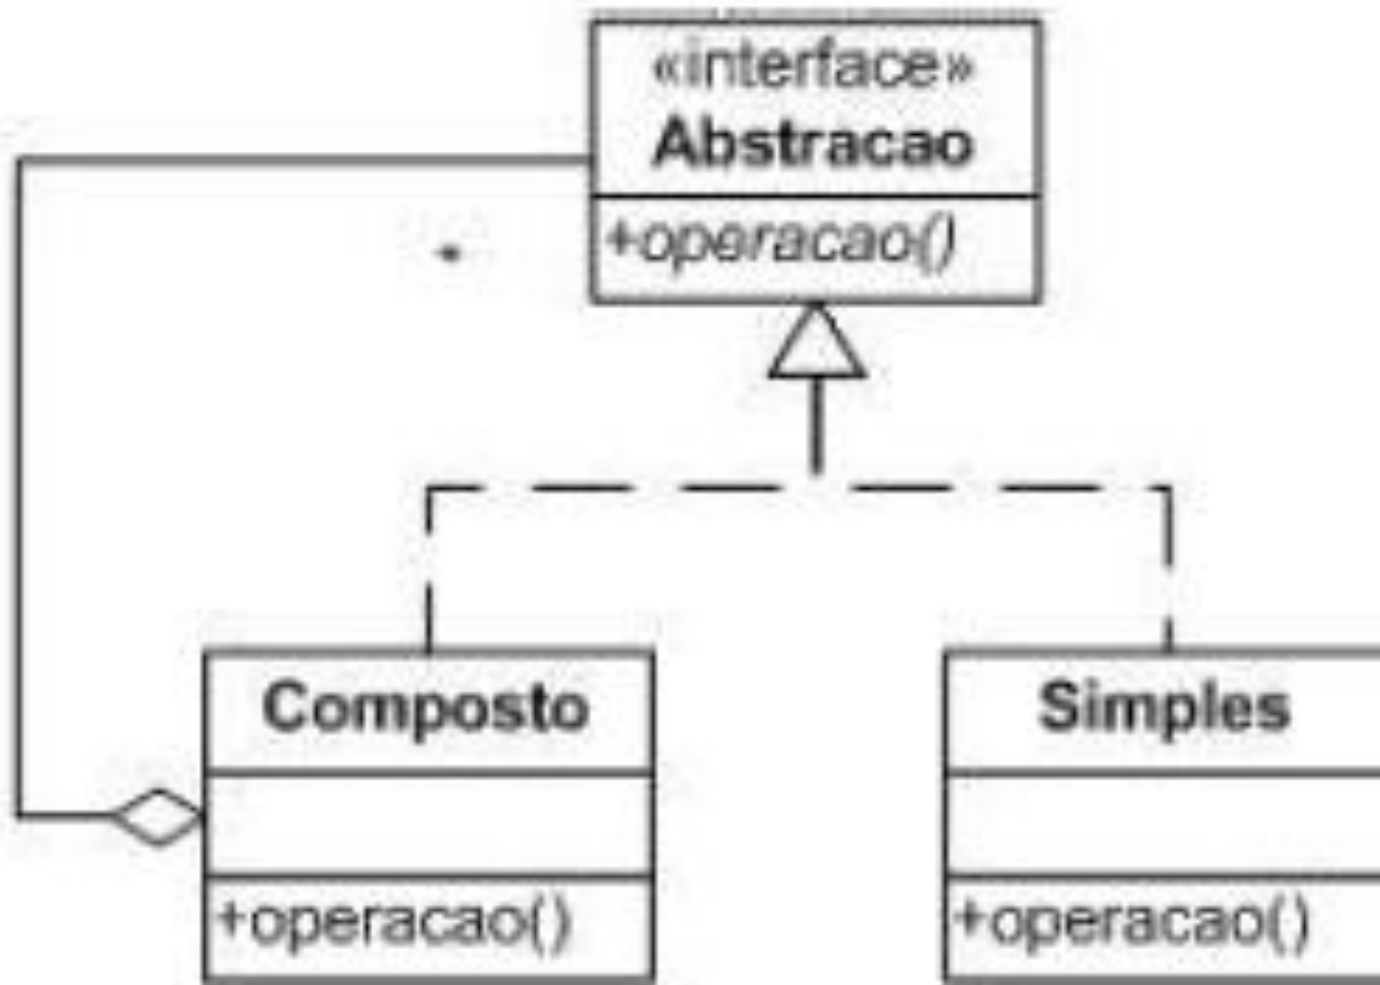 «interface»
Abstracao
+operacao()
*
Composto
+operacao()
Simples
+operacao()